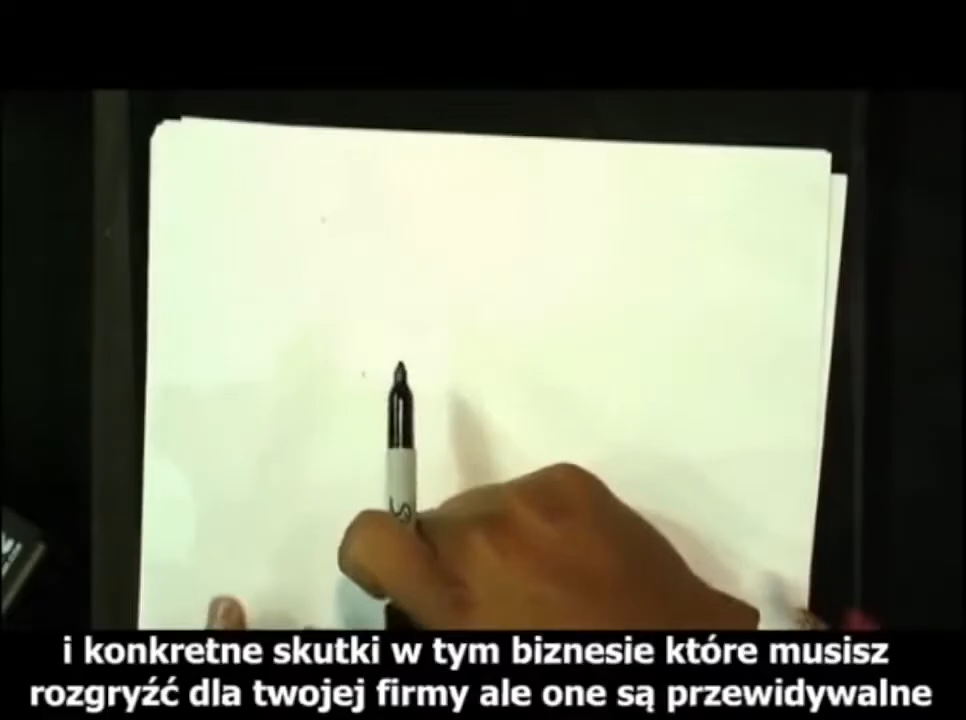 i konkretne skutki w tym biznesie które musisz
rozgryźć dla twojej firmy ale one są przewidywalne